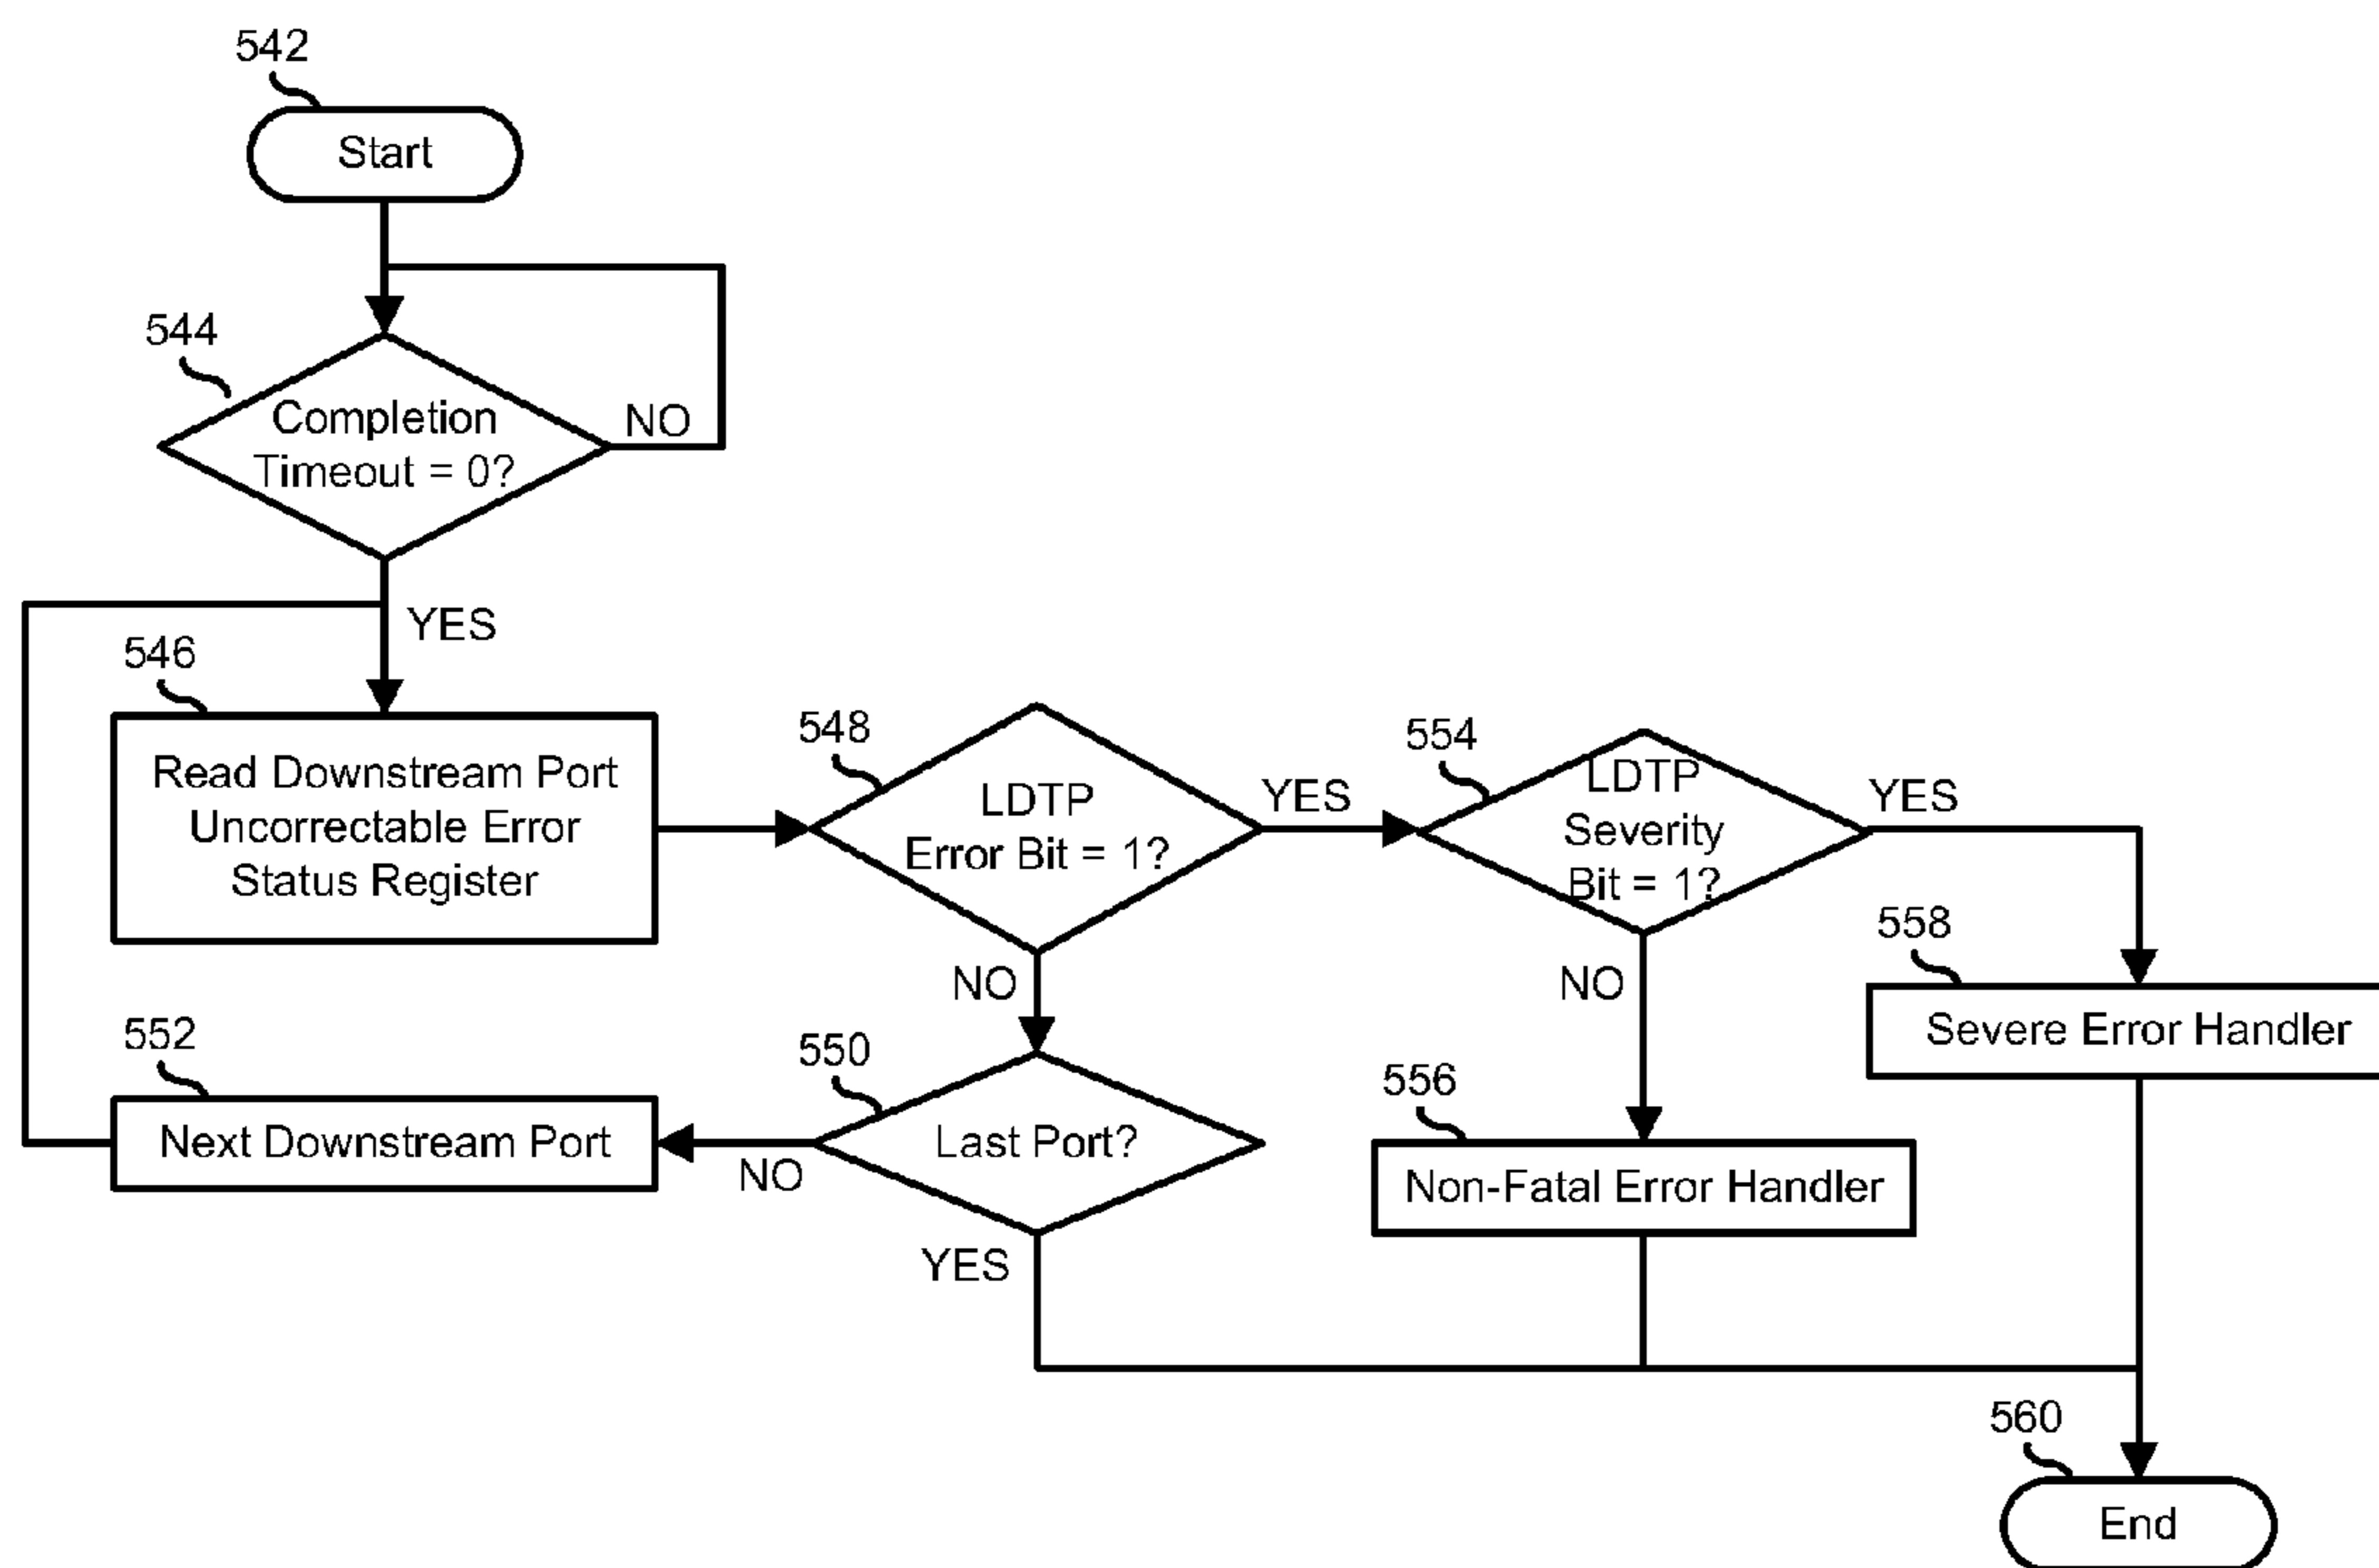 542
Start
544
Completion
Timeout = 0?
NO
YES
546
Read Downstream Port
Uncorrectable Error
Status Register
548
LDTP
Error Bit = 1?
YES
NO
554
LDTP
Severity
Bit = 1?
YES
NO
558
Severe Error Handler
552
Next Downstream Port
550
Last Port?
NO
YES
556
Non-Fatal Error Handler
560
End